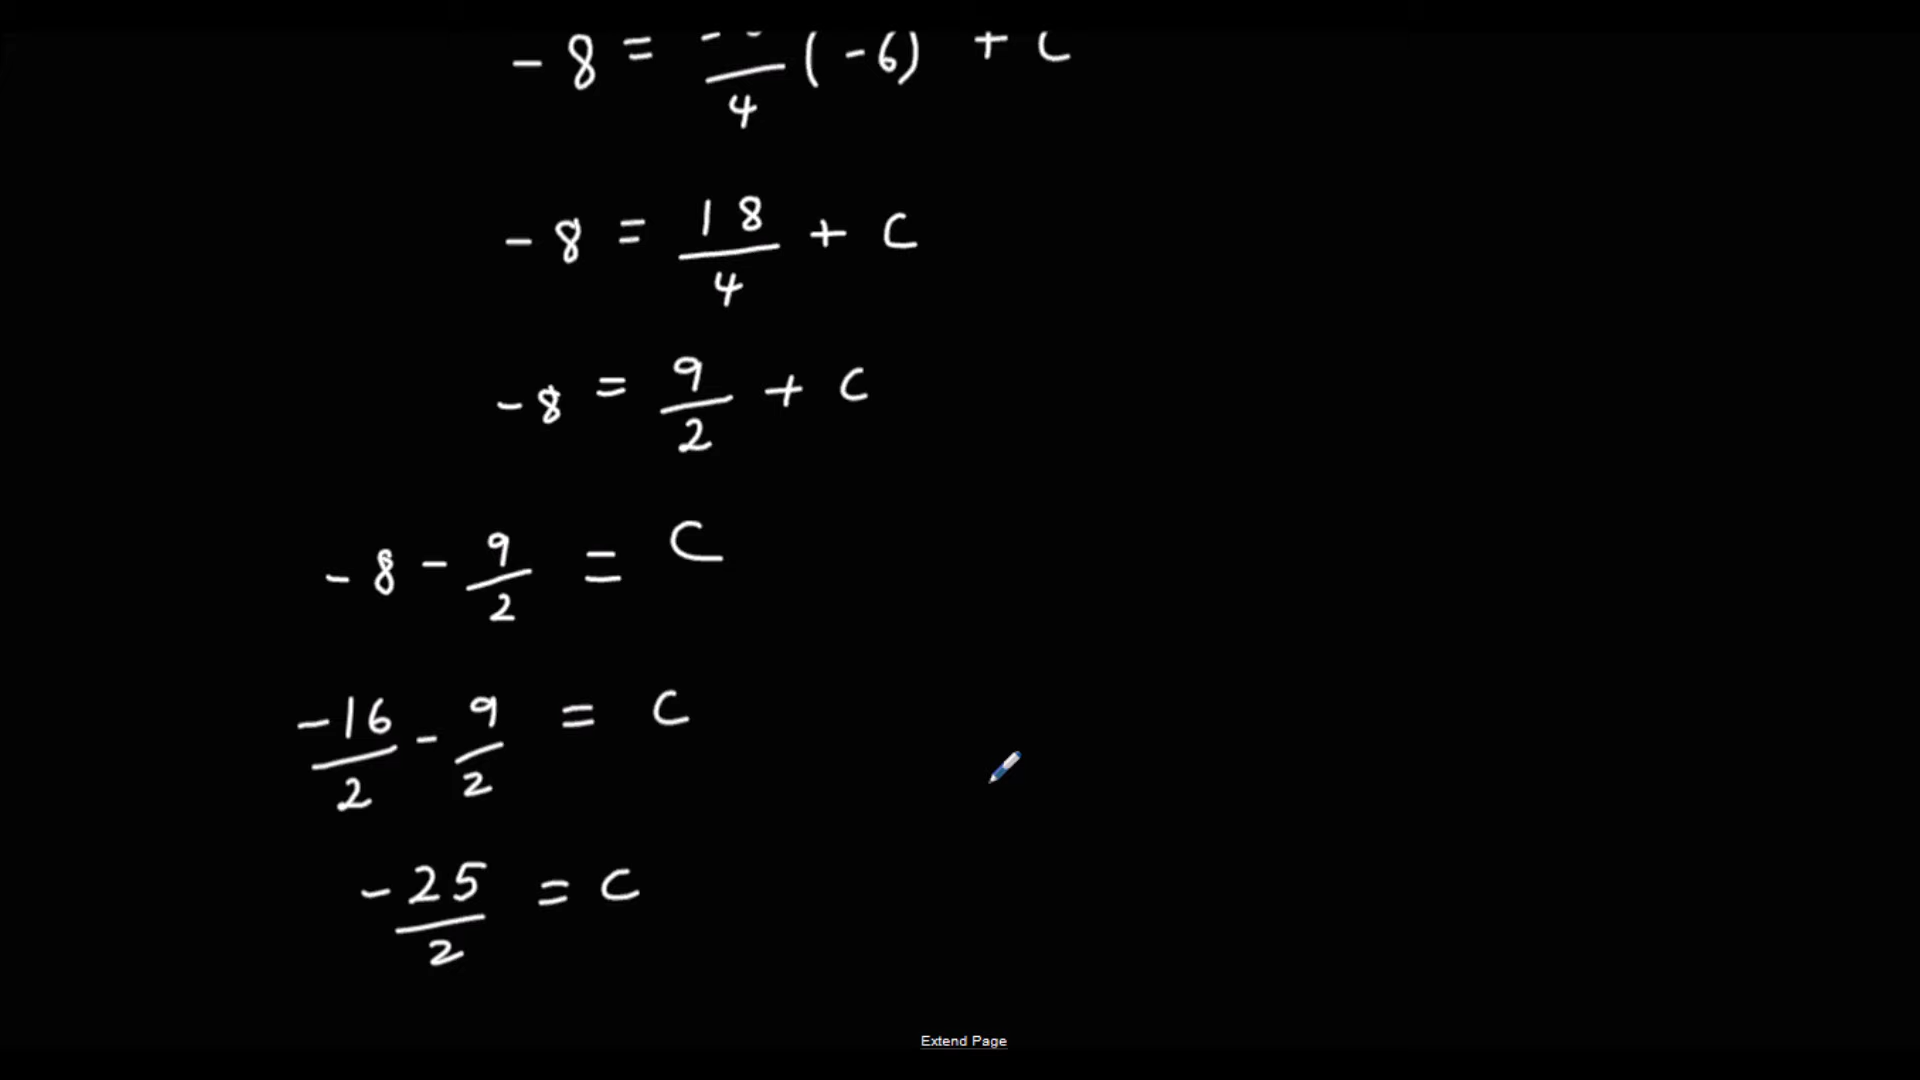 -8 = /4 (-6) + C
-8 = 18/4 + C
-8 = 9/2 + C
-8 - 9/2 = C
-16/2 - 9/2 = C
-25/2 = C
Extend Page